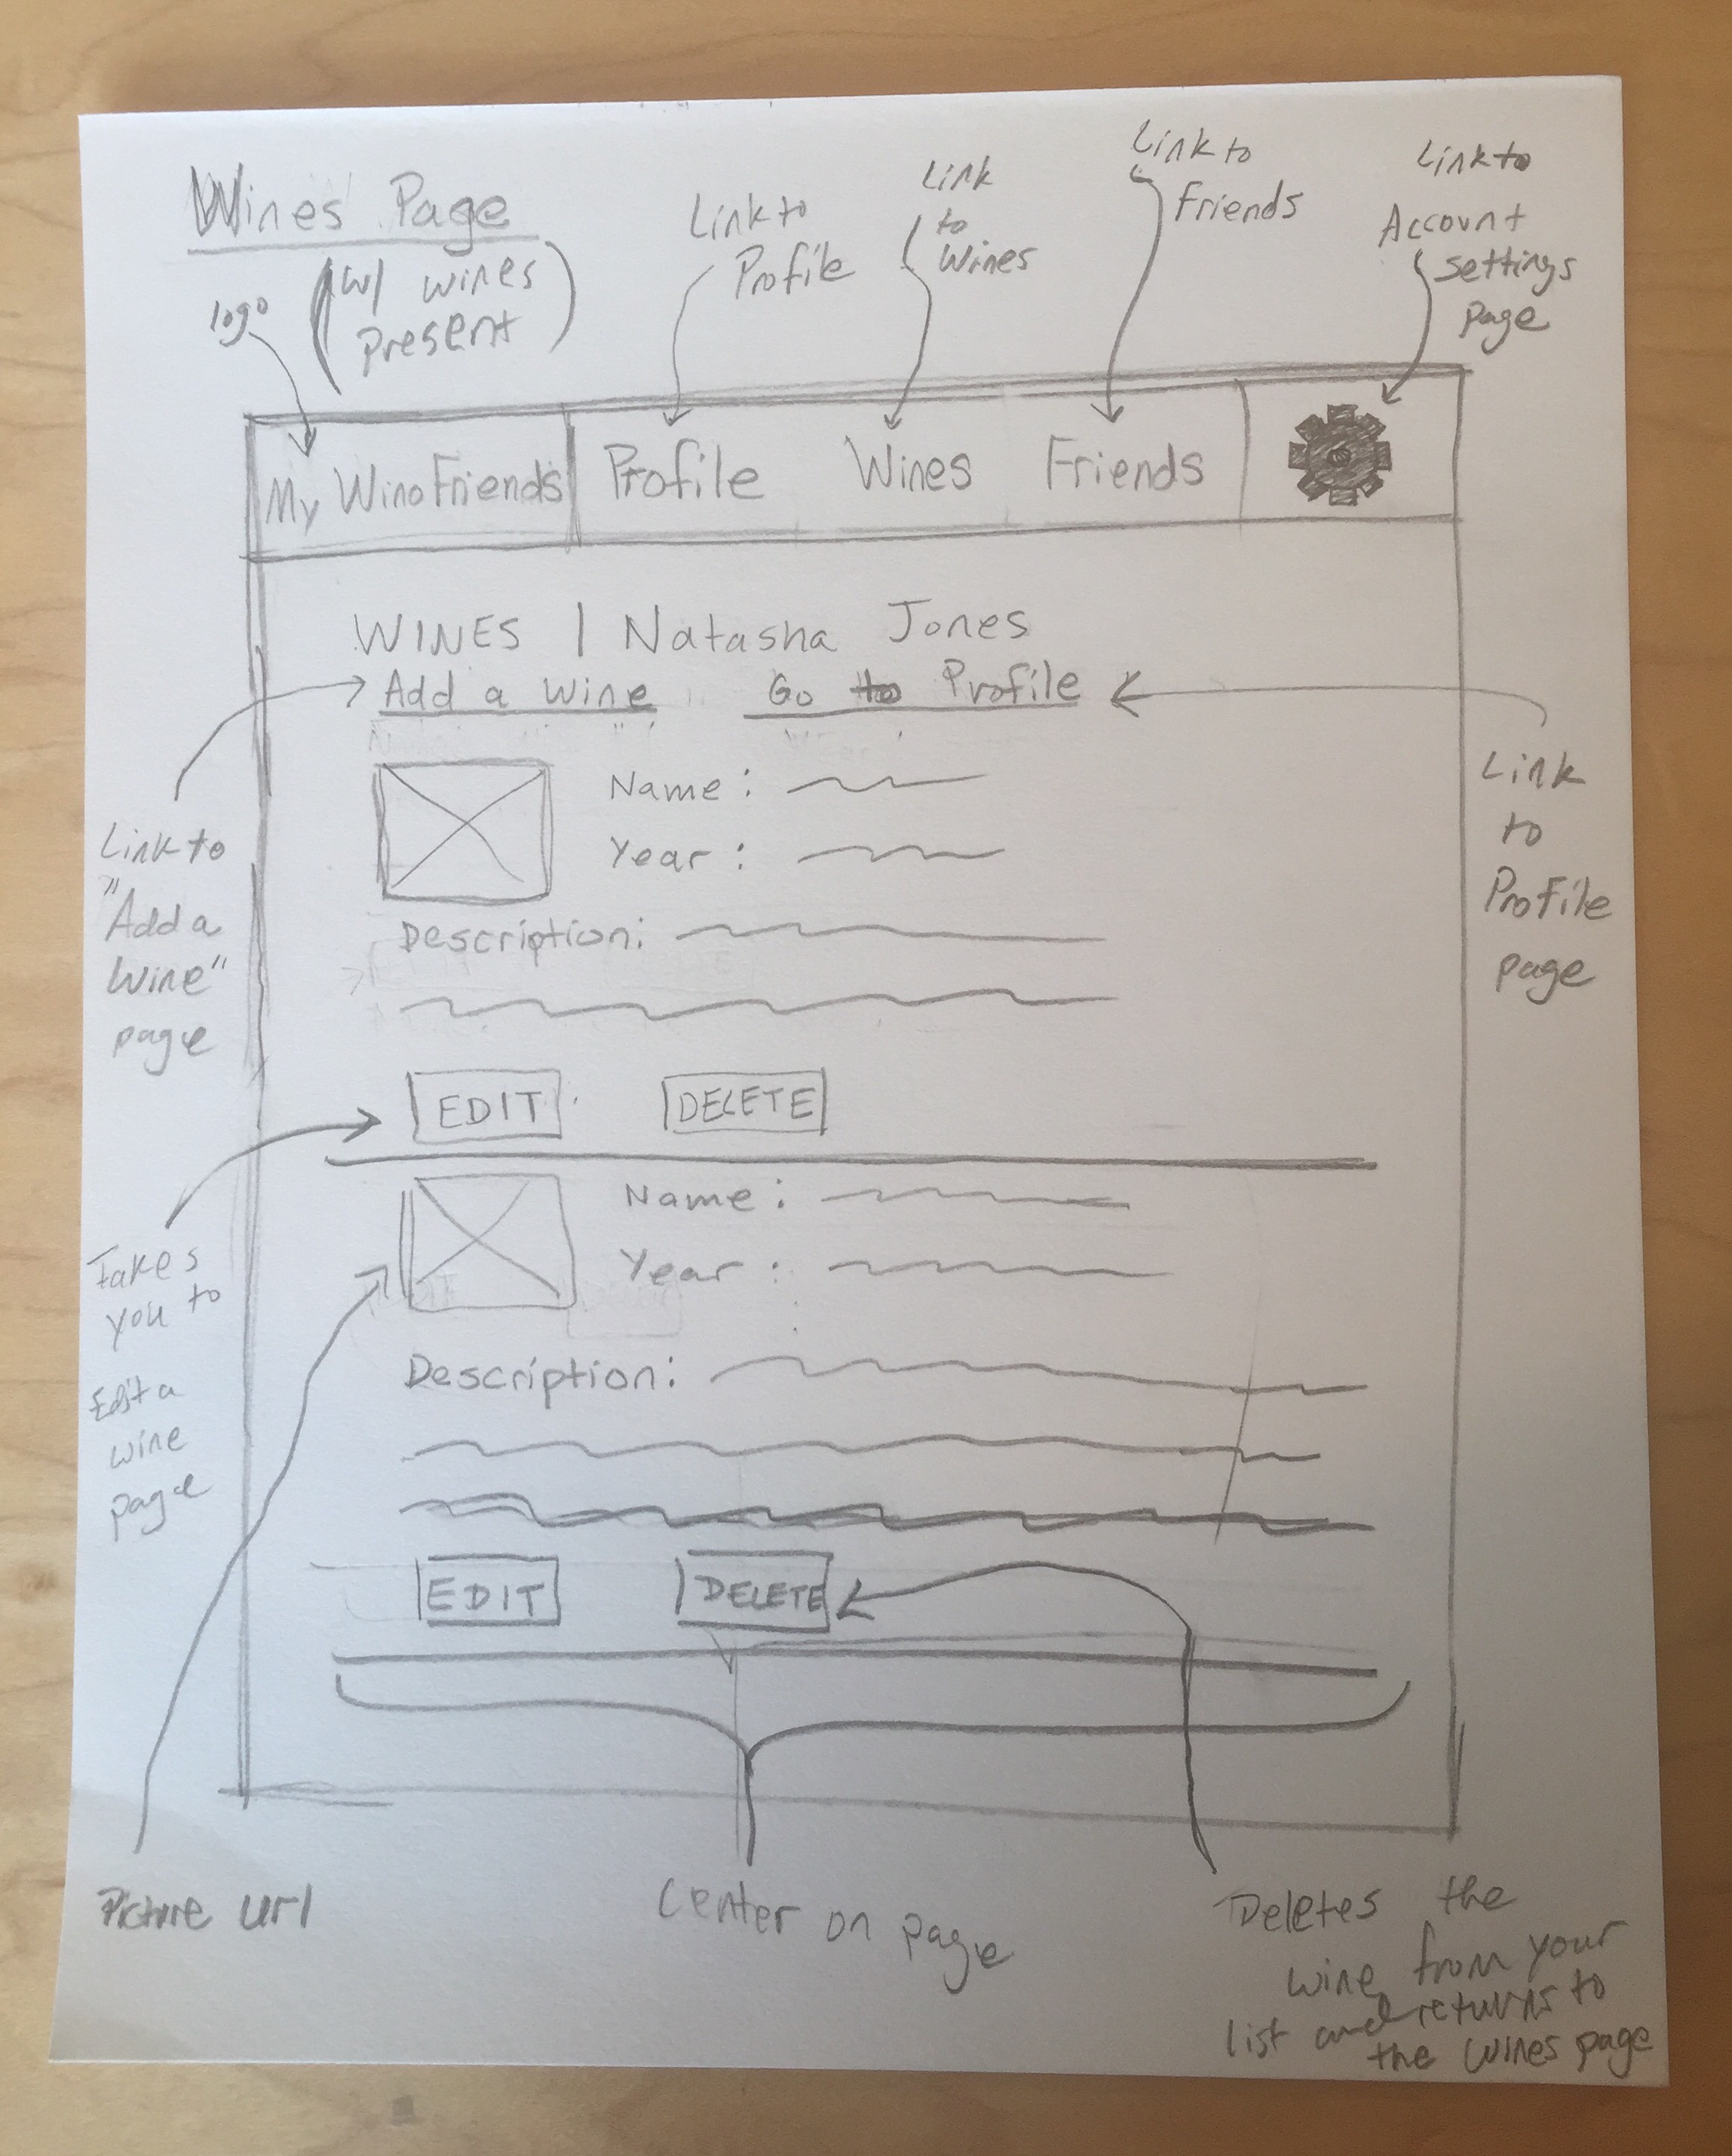 Wines Page
(w/ wines
present)
logo
Link to
Profile
Link
to
Wines
Link to
Friends
Link to
Account
settings
page
My WinoFriends
Profile
Wines
Friends
WINES | Natasha Jones
Add a wine
Go to Profile
Link to
"Add a
Wine"
page
Link
to
Profile
page
Name:
Year:
Description:
EDIT
DELETE
Takes
you to
Edit a
wine
page
Name:
Year:
Description:
EDIT
DELETE
Picture url
Center on page
Deletes the
wine from your
list and returns to
the wines page